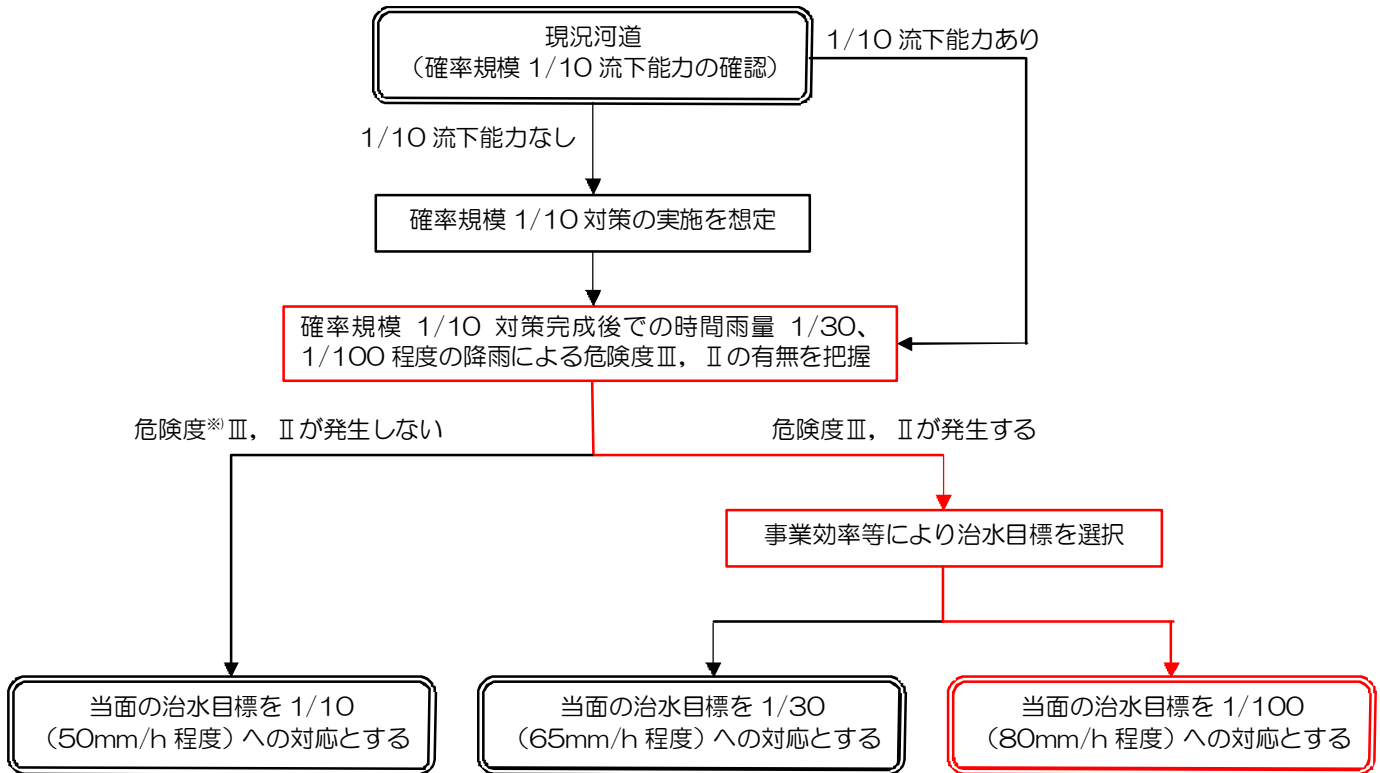 現況河道
（確率規模 1/10 流下能力の確認）
1/10 流下能力あり
1/10 流下能力なし
確率規模 1/10 対策の実施を想定
確率規模 1/10 対策完成後での時間雨量 1/30、
1/100 程度の降雨による危険度Ⅲ，Ⅱの有無を把握
危険度※)Ⅲ，Ⅱが発生しない
危険度Ⅲ，Ⅱが発生する
事業効率等により治水目標を選択
当面の治水目標を 1/10
（50mm/h 程度）への対応とする
当面の治水目標を 1/30
（65mm/h 程度）への対応とする
当面の治水目標を 1/100
（80mm/h 程度）への対応とする